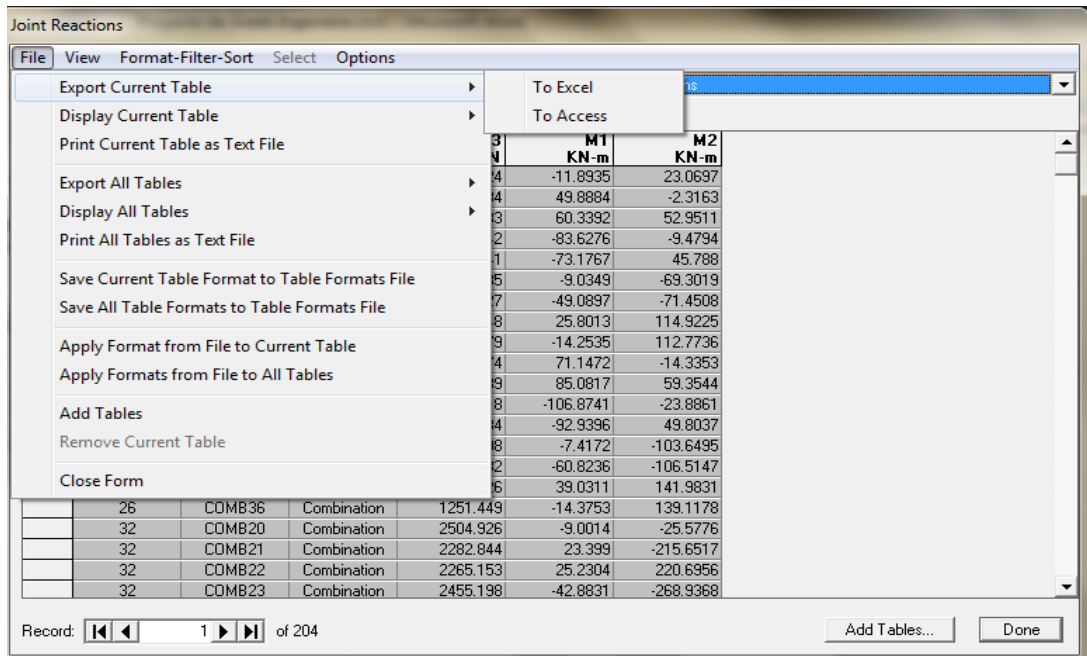 Joint Reactions
File View Format-Filter-Sort Select Options
Export Current Table
To Excel
To Access
Display Current Table
Print Current Table as Text File
Export All Tables
Display All Tables
Print All Tables as Text File
Save Current Table Format to Table Formats File
Save All Table Formats to Table Formats File
Apply Format from File to Current Table
Apply Formats from File to All Tables
Add Tables
Remove Current Table
Close Form
M1 M2
KN-m KN-m
-11.8935 23.0697
49.8884 -2.3163
60.3392 52.9511
-83.6276 -9.4794
-73.1767 45.788
-9.0349 -69.3019
-49.0897 -71.4508
25.8013 114.9225
-14.2535 112.7736
71.1472 -14.3353
85.0817 59.3544
-106.8741 -23.8861
-92.9396 49.8037
-7.4172 -103.6495
-60.8236 -106.5147
39.0311 141.9831
26 COMB36 Combination 1251.449 -14.3753 139.1178
32 COMB20 Combination 2504.926 -9.0014 -25.5776
32 COMB21 Combination 2282.844 23.399 -215.6517
32 COMB22 Combination 2265.153 25.2304 220.6956
32 COMB23 Combination 2455.198 -42.8831 -268.9368
Record: 1 of 204
Add Tables... Done